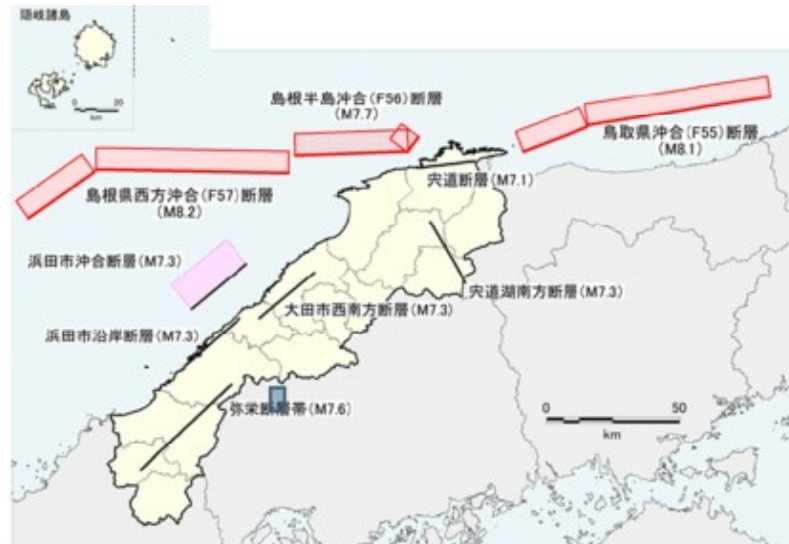 隠岐諸島
0 20
km
島根半島沖合(F56)断層
(M7.7)
鳥取県沖合(F55)断層
(M8.1)
宍道断層(M7.1)
島根県西方沖合(F57)断層
(M8.2)
浜田市沖合断層(M7.3)
宍道湖南方断層(M7.3)
大田市西南方断層(M7.3)
浜田市沿岸断層(M7.3)
弥栄断層帯(M7.6)
0 50
km